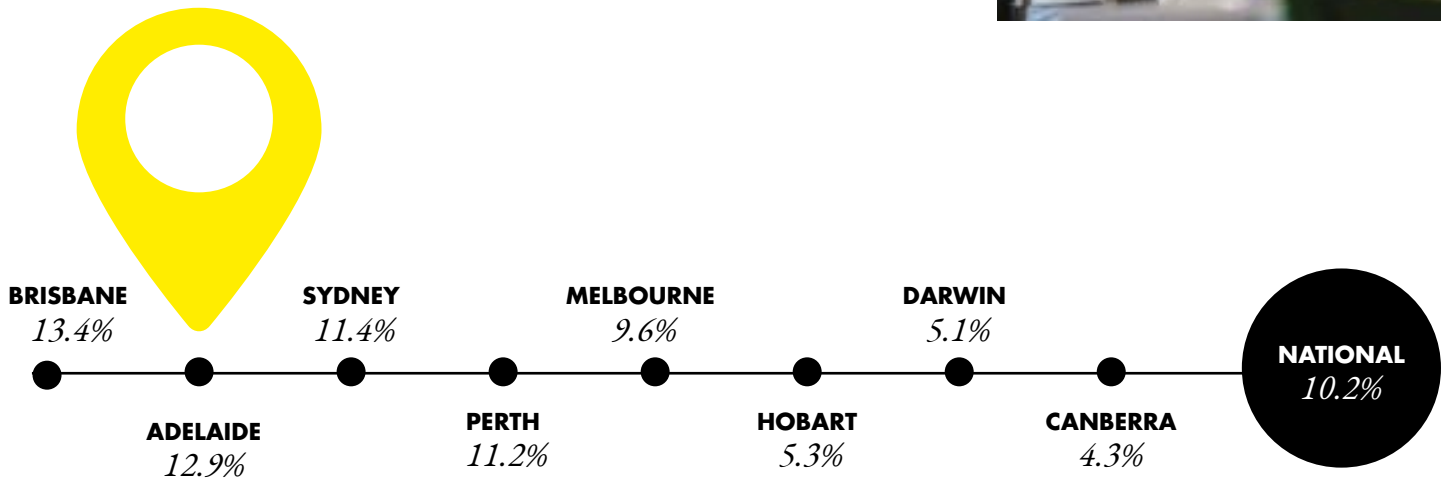 BRISBANE
13.4%
ADELAIDE
12.9%
SYDNEY
11.4%
PERTH
11.2%
MELBOURNE
9.6%
HOBART
5.3%
DARWIN
5.1%
CANBERRA
4.3%
NATIONAL
10.2%